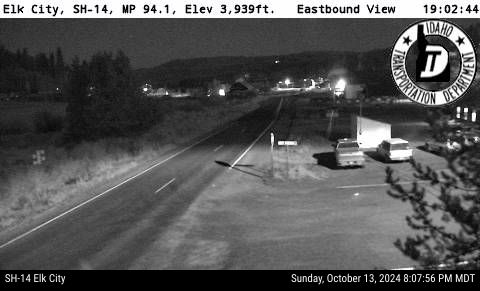 Elk City, SH-14, MP 94.1, Elev 3,939ft. Eastbound View 19:02:44
IDAHO
TRANSPORTATION DEPARTMENT
SH-14 Elk City Sunday, October 13, 2024 8:07:56 PM MDT